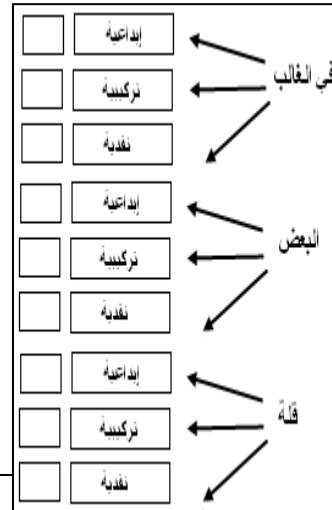 إبداعية
في الغالب
تركيبية
نقدية
إبداعية
البعض
تركيبية
نقدية
إبداعية
قلة
تركيبية
نقدية